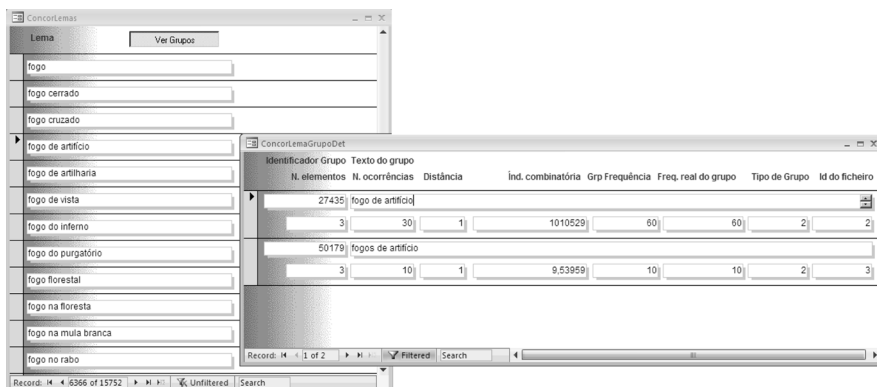 ConcorLemas
Lema
Ver Grupos
fogo
fogo cerrado
fogo cruzado
fogo de artifício
fogo de artilharia
fogo de vista
fogo do inferno
fogo do purgatório
fogo florestal
fogo na floresta
fogo na mula branca
fogo no rabo
Record: 6366 of 15752 Unfiltered Search
ConcorLemaGrupoDet
Identificador Grupo Texto do grupo
N. elementos N. ocorrências Distância Índ. combinatória Grp Frequência Freq. real do grupo Tipo de Grupo Id do ficheiro
27435 fogo de artifício
3 30 1 1010529 60 60 2 2
50179 fogos de artifício
3 10 1 9,53959 10 10 2 3
Record: 1 of 2 Filtered Search